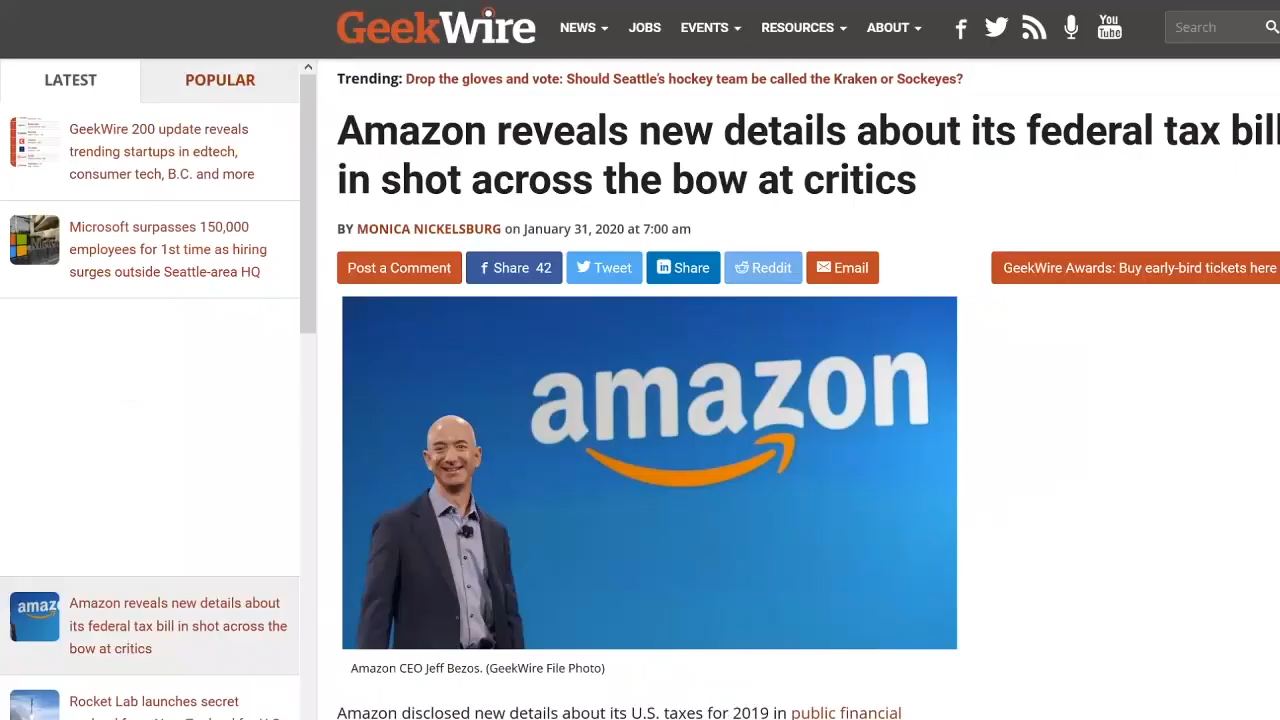 GeekWire
NEWS
JOBS
EVENTS
RESOURCES
ABOUT
You
Tube
Search
LATEST
POPULAR
GeekWire 200 update reveals
trending startups in edtech,
consumer tech, B.C. and more
Microsoft surpasses 150,000
employees for 1st time as hiring
surges outside Seattle-area HQ
Amazon reveals new details about
its federal tax bill in shot across the
bow at critics
Rocket Lab launches secret
Trending: Drop the gloves and vote: Should Seattle's hockey team be called the Kraken or Sockeyes?
Amazon reveals new details about its federal tax bill
in shot across the bow at critics
BY MONICA NICKELSBURG on January 31, 2020 at 7:00 am
Post a Comment
Share 42
Tweet
in Share
Reddit
Email
GeekWire Awards: Buy early-bird tickets here
amazon
Amazon CEO Jeff Bezos. (GeekWire File Photo)
Amazon disclosed new details about its U.S. taxes for 2019 in public financial